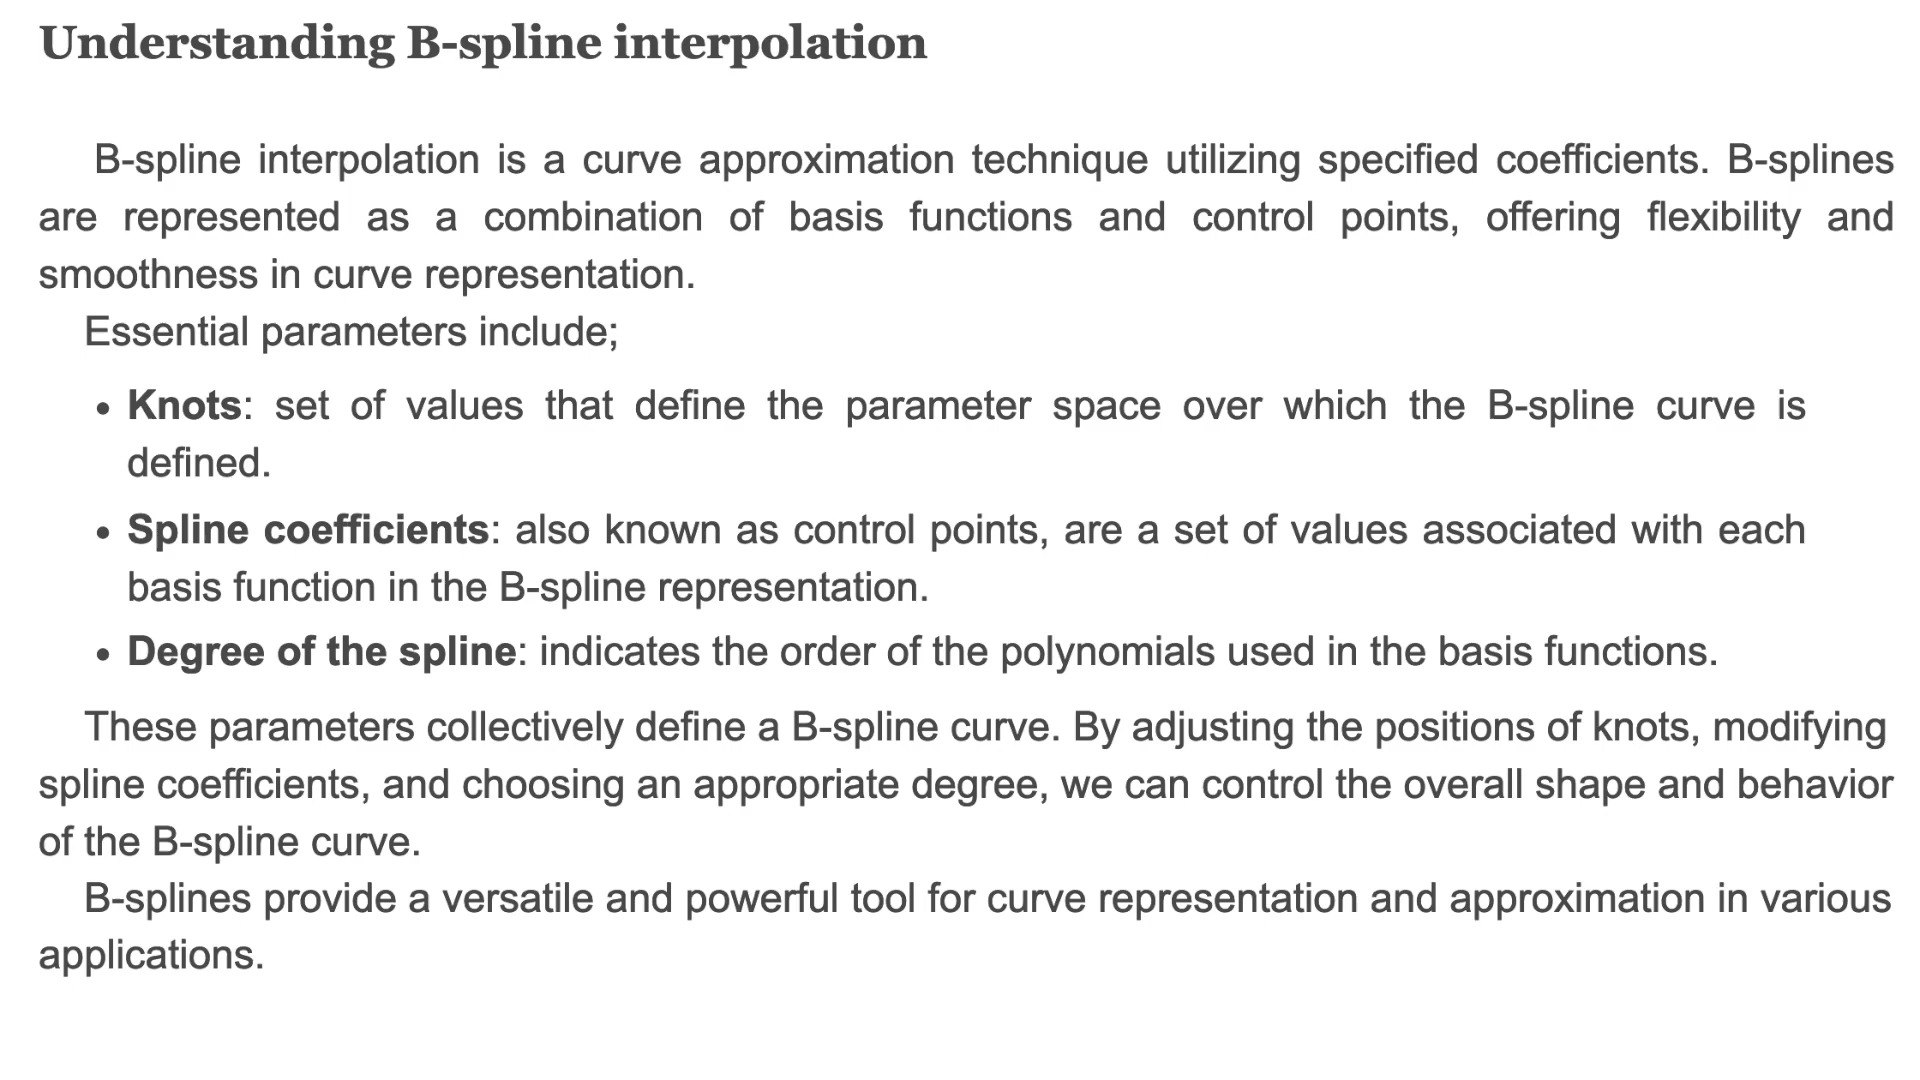 Understanding B-spline interpolation
B-spline interpolation is a curve approximation technique utilizing specified coefficients. B-splines
are represented as a combination of basis functions and control points, offering flexibility and
smoothness in curve representation.
Essential parameters include;
• Knots: set of values that define the parameter space over which the B-spline curve is
defined.
• Spline coefficients: also known as control points, are a set of values associated with each
basis function in the B-spline representation.
• Degree of the spline: indicates the order of the polynomials used in the basis functions.
These parameters collectively define a B-spline curve. By adjusting the positions of knots, modifying
spline coefficients, and choosing an appropriate degree, we can control the overall shape and behavior
of the B-spline curve.
B-splines provide a versatile and powerful tool for curve representation and approximation in various
applications.